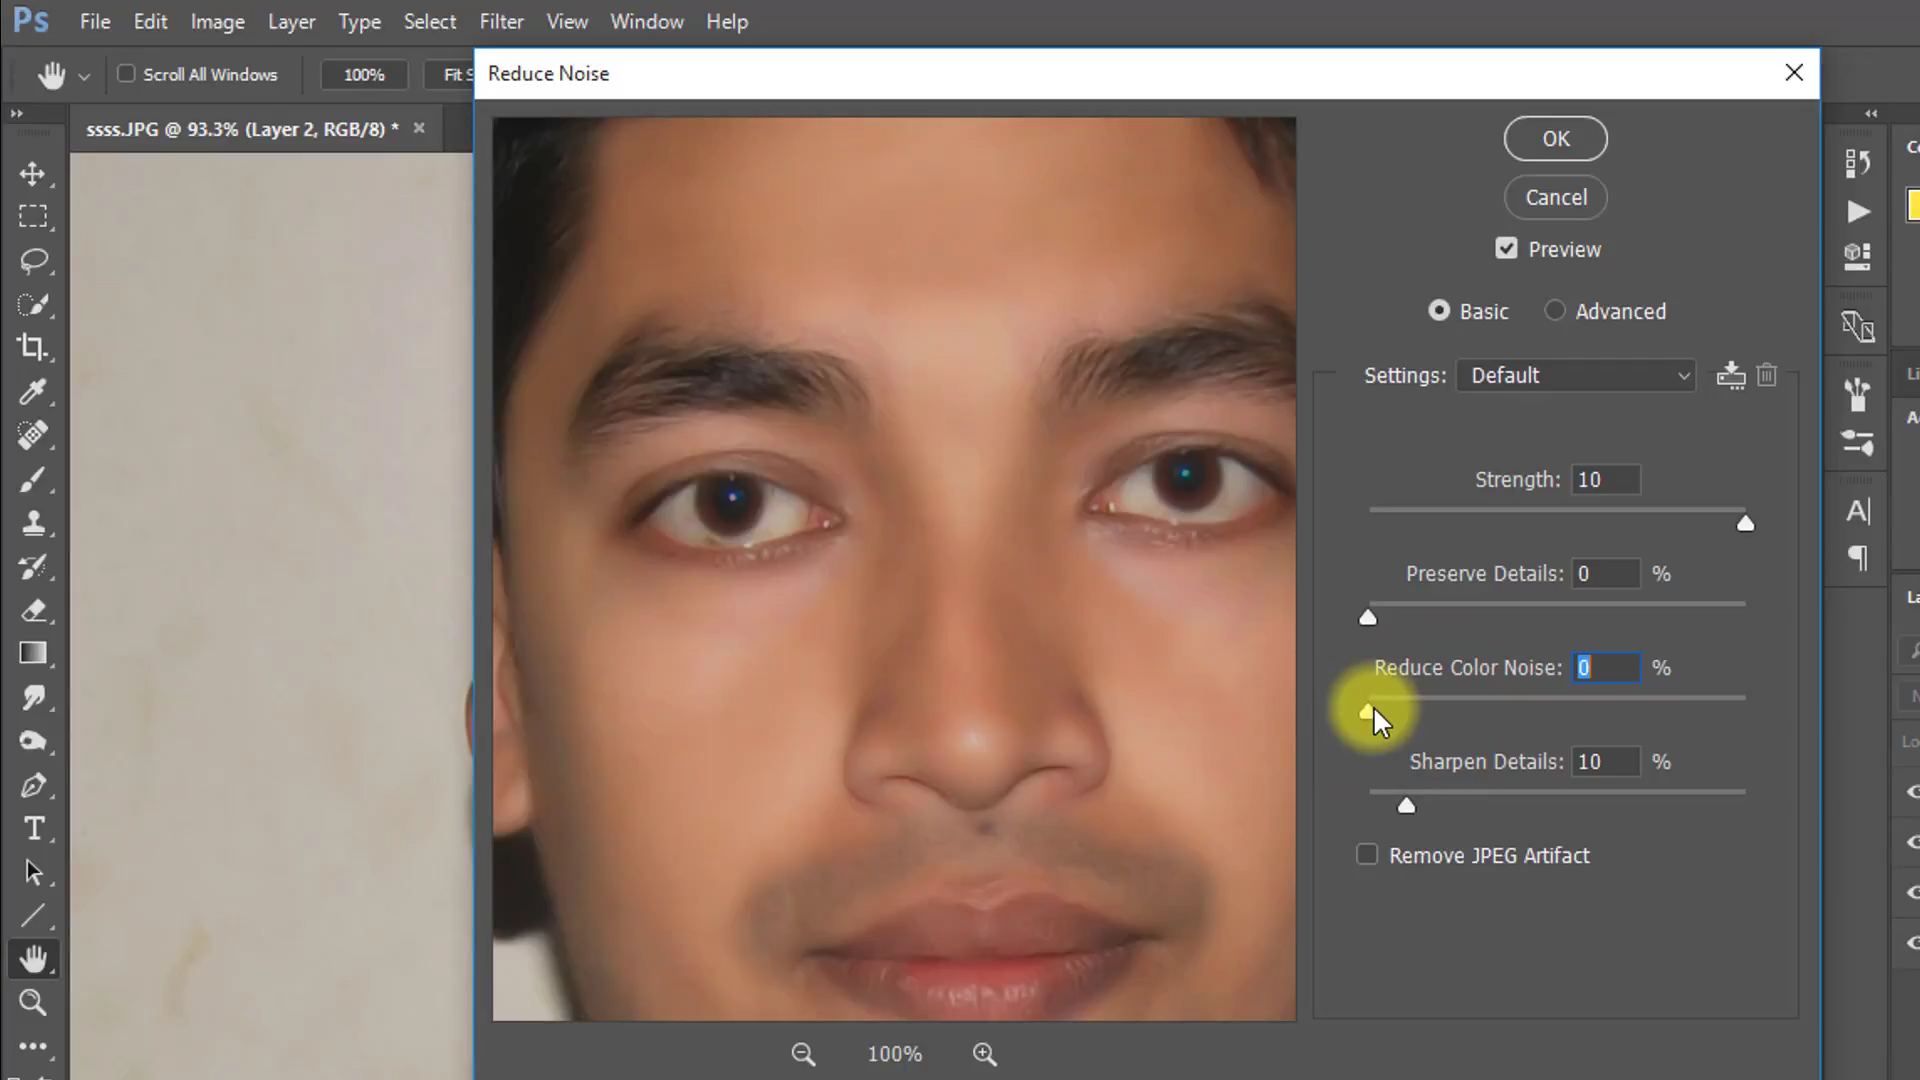 Ps File Edit Image Layer Type Select Filter View Window Help
Scroll All Windows 100% Fit S
Reduce Noise
ssss.JPG @ 93.3% (Layer 2, RGB/8) *
OK
Cancel
Preview
Basic Advanced
Settings: Default
Strength: 10
Preserve Details: 0 %
Reduce Color Noise: 0 %
Sharpen Details: 10 %
Remove JPEG Artifact
100%